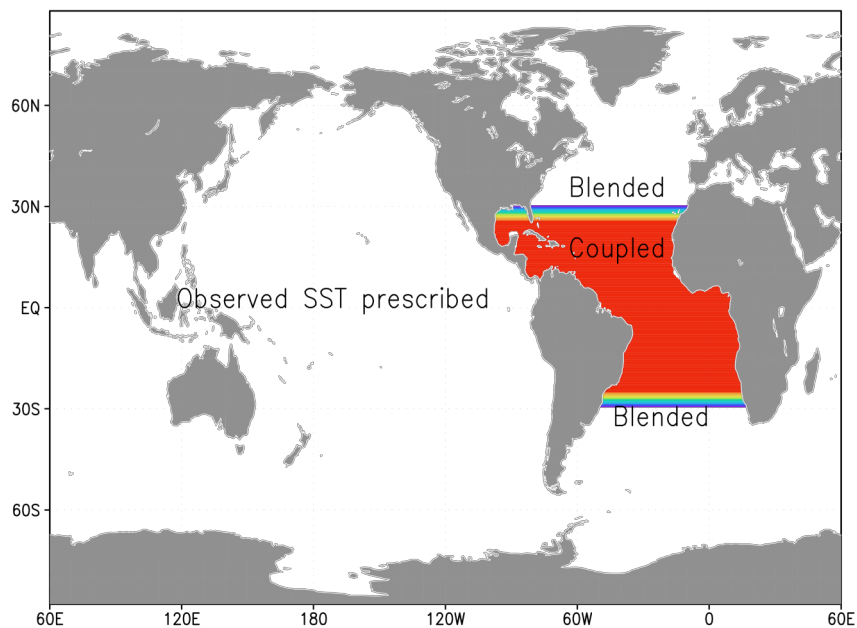 60N
Blended
30N
Coupled
Observed SST prescribed
EQ
30S
Blended
60S
60E 120E 180 120W 60W 0 60E